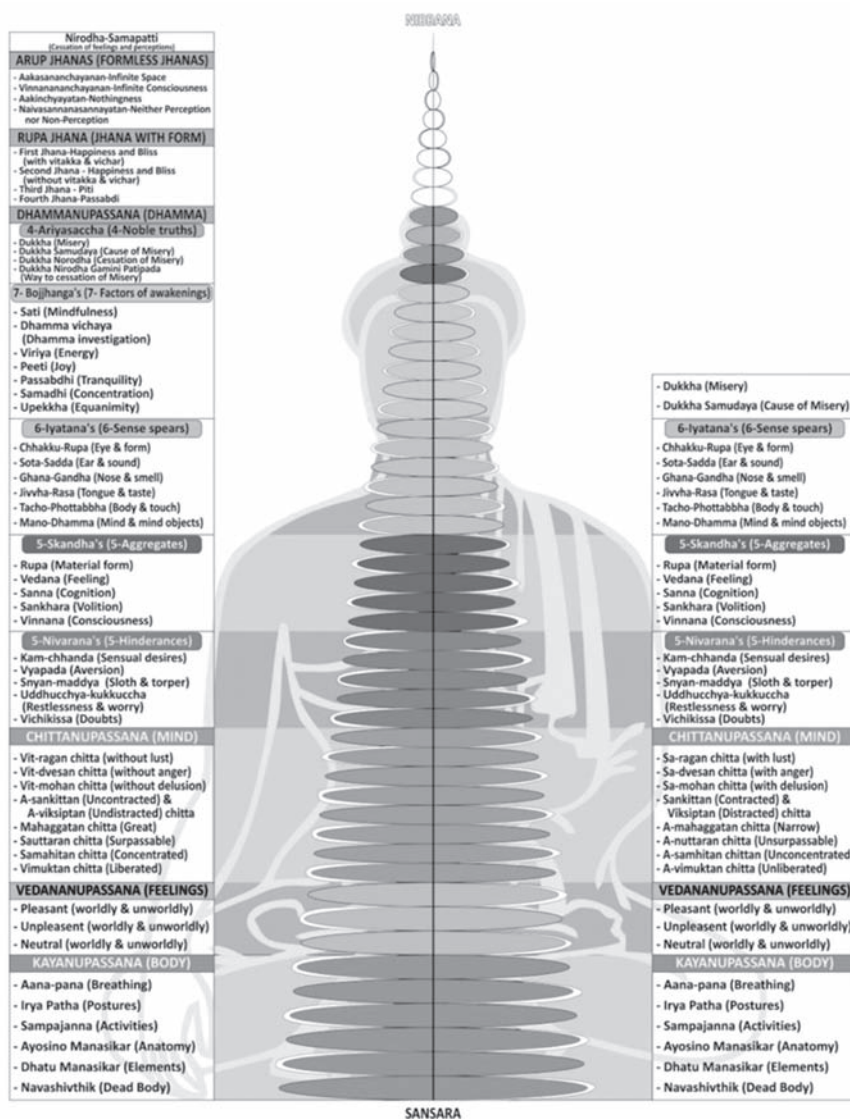 NIBBANA
Nirodha-Samapatti
(Cessation of feelings and perceptions)
ARUP JHANAS (FORMLESS JHANAS)
- Aakasananchayanan-Infinite Space
- Vinnanananchayanan-Infinite Consciousness
- Aakinchyayatan-Nothingness
- Naivasannanasannayatan-Neither Perception
nor Non-Perception
RUPA JHANA (JHANA WITH FORM)
- First Jhana-Happiness and Bliss
(with vitakka & vichar)
- Second Jhana - Happiness and Bliss
(without vitakka & vichar)
- Third Jhana - Piti
- Fourth Jhana-Passabdi
DHAMMANUPASSANA (DHAMMA)
4-Ariyasaccha (4-Noble truths)
- Dukkha (Misery)
- Dukkha Samudaya (Cause of Misery)
- Dukkha Norodha (Cessation of Misery)
- Dukkha Nirodha Gamini Patipada
(Way to cessation of Misery)
7- Bojjhanga's (7- Factors of awakenings)
- Sati (Mindfulness)
- Dhamma vichaya
(Dhamma investigation)
- Viriya (Energy)
- Peeti (Joy)
- Passabdhi (Tranquility)
- Samadhi (Concentration)
- Upekkha (Equanimity)
6-Iyatana's (6-Sense spears)
- Chhakku-Rupa (Eye & form)
- Sota-Sadda (Ear & sound)
- Ghana-Gandha (Nose & smell)
- Jivvha-Rasa (Tongue & taste)
- Tacho-Phottabbha (Body & touch)
- Mano-Dhamma (Mind & mind objects)
5-Skandha's (5-Aggregates)
- Rupa (Material form)
- Vedana (Feeling)
- Sanna (Cognition)
- Sankhara (Volition)
- Vinnana (Consciousness)
5-Nivarana's (5-Hinderances)
- Kam-chhanda (Sensual desires)
- Vyapada (Aversion)
- Snyan-maddya (Sloth & torper)
- Uddhucchya-kukkuccha
(Restlessness & worry)
- Vichikissa (Doubts)
CHITTANUPASSANA (MIND)
- Vit-ragan chitta (without lust)
- Vit-dvesan chitta (without anger)
- Vit-mohan chitta (without delusion)
- A-sankittan (Uncontracted) &
A-viksiptan (Undistracted) chitta
- Mahaggatan chitta (Great)
- Sauttaran chitta (Surpassable)
- Samahitan chitta (Concentrated)
- Vimuktan chitta (Liberated)
VEDANANUPASSANA (FEELINGS)
- Pleasant (worldly & unworldly)
- Unpleasent (worldly & unworldly)
- Neutral (worldly & unworldly)
KAYANUPASSANA (BODY)
- Aana-pana (Breathing)
- Irya Patha (Postures)
- Sampajanna (Activities)
- Ayosino Manasikar (Anatomy)
- Dhatu Manasikar (Elements)
- Navashivthik (Dead Body)
- Dukkha (Misery)
- Dukkha Samudaya (Cause of Misery)
6-Iyatana's (6-Sense spears)
- Chhakku-Rupa (Eye & form)
- Sota-Sadda (Ear & sound)
- Ghana-Gandha (Nose & smell)
- Jivvha-Rasa (Tongue & taste)
- Tacho-Phottabbha (Body & touch)
- Mano-Dhamma (Mind & mind objects)
5-Skandha's (5-Aggregates)
- Rupa (Material form)
- Vedana (Feeling)
- Sanna (Cognition)
- Sankhara (Volition)
- Vinnana (Consciousness)
5-Nivarana's (5-Hinderances)
- Kam-chhanda (Sensual desires)
- Vyapada (Aversion)
- Snyan-maddya (Sloth & torper)
- Uddhucchya-kukkuccha
(Restlessness & worry)
- Vichikissa (Doubts)
CHITTANUPASSANA (MIND)
- Sa-ragan chitta (with lust)
- Sa-dvesan chitta (with anger)
- Sa-mohan chitta (with delusion)
- Sankittan (Contracted) &
Viksiptan (Distracted) chitta
- A-mahaggatan chitta (Narrow)
- A-nuttaran chitta (Unsurpassable)
- A-samhitan chittan (Unconcentrated
- A-vimuktan chitta (Unliberated)
VEDANANUPASSANA (FEELINGS)
- Pleasant (worldly & unworldly)
- Unpleasent (worldly & unworldly)
- Neutral (worldly & unworldly)
KAYANUPASSANA (BODY)
- Aana-pana (Breathing)
- Irya Patha (Postures)
- Sampajanna (Activities)
- Ayosino Manasikar (Anatomy)
- Dhatu Manasikar (Elements)
- Navashivthik (Dead Body)
SANSARA